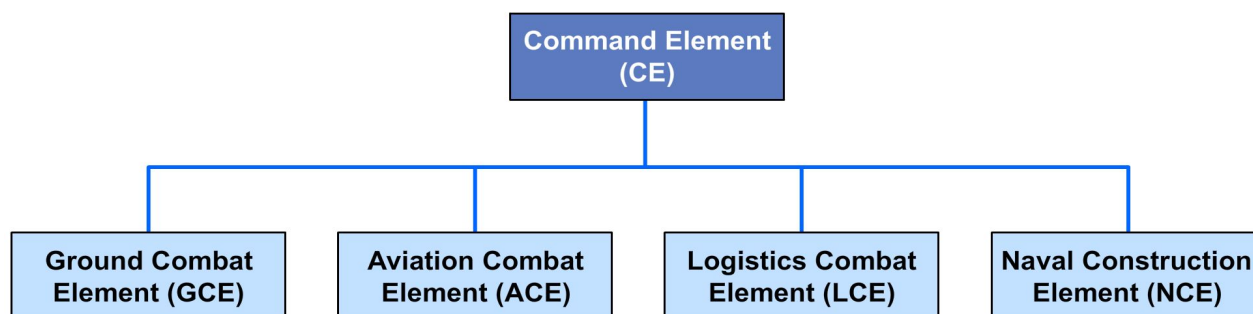 Command Element
(CE)
Ground Combat
Element (GCE)
Aviation Combat
Element (ACE)
Logistics Combat
Element (LCE)
Naval Construction
Element (NCE)